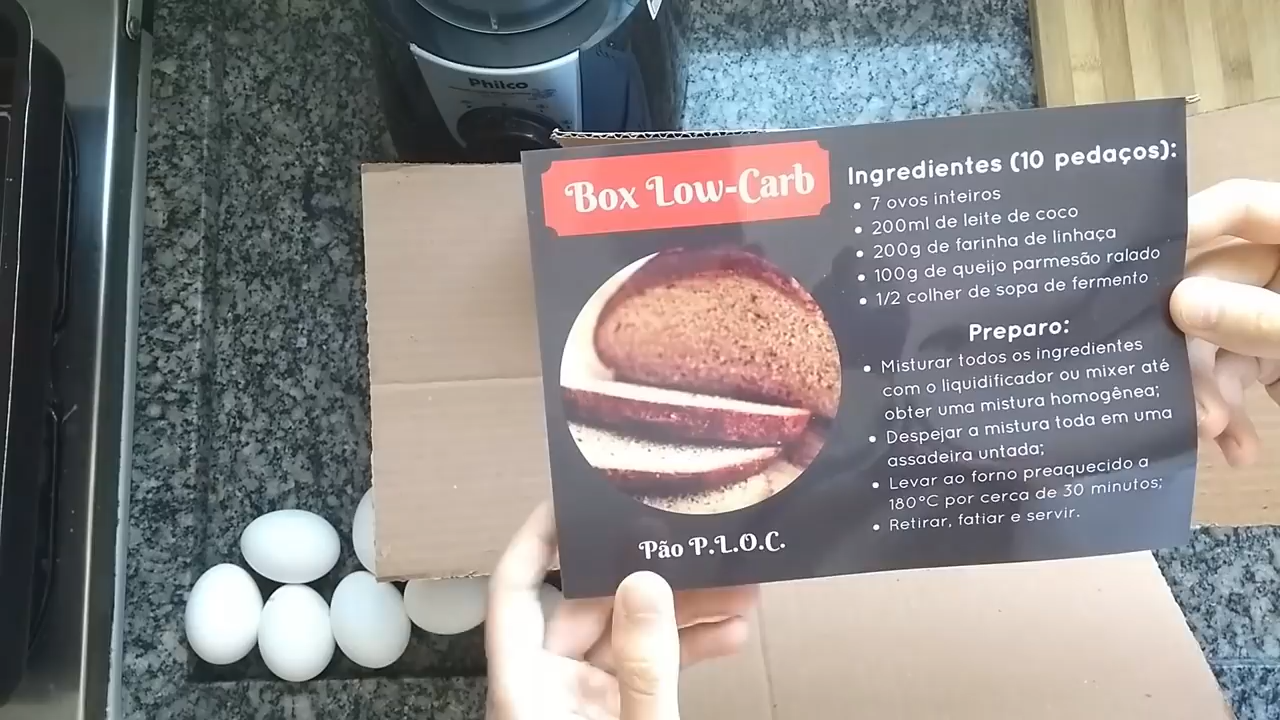 Philco
Box Low-Carb
Ingredientes (10 pedaços):
• 7 ovos inteiros
• 200ml de leite de coco
• 200g de farinha de linhaça
• 100g de queijo parmesão ralado
• 1/2 colher de sopa de fermento
Preparo:
• Misturar todos os ingredientes
com o liquidificador ou mixer até
obter uma mistura homogênea;
• Despejar a mistura toda em uma
assadeira untada;
• Levar ao forno preaquecido a
180°C por cerca de 30 minutos;
• Retirar, fatiar e servir.
Pão P.L.O.C.